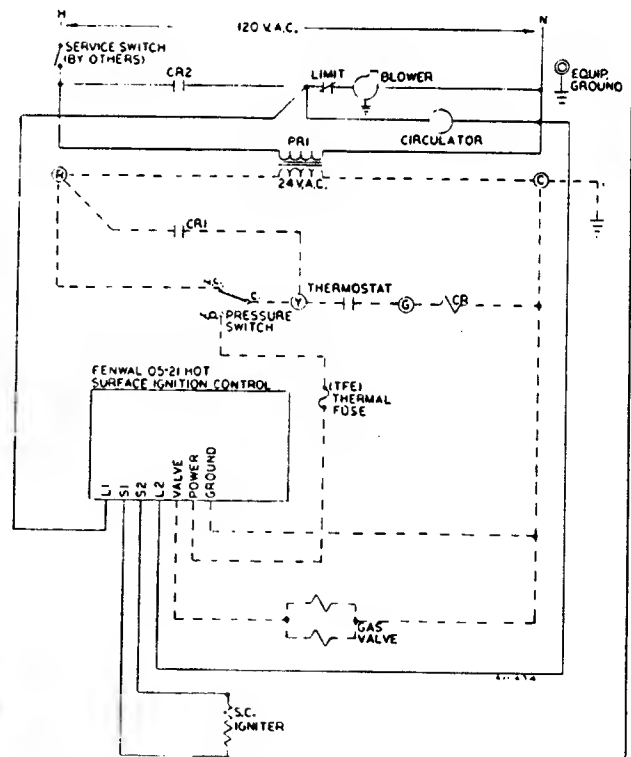 H
120 V.A.C.
N
SERVICE SWITCH
(BY OTHERS)
CR2
LIMIT
BLOWER
EQUIP.
GROUND
CIRCULATOR
PR1
24 V.A.C.
C
CR1
N.C.
C.
Y
THERMOSTAT
G
CR
PRESSURE
SWITCH
FENWAL 05-21 HOT
SURFACE IGNITION CONTROL
(TFE)
THERMAL
FUSE
L1
S1
S2
L2
VALVE
POWER
GROUND
GAS
VALVE
S.C.
IGNITER